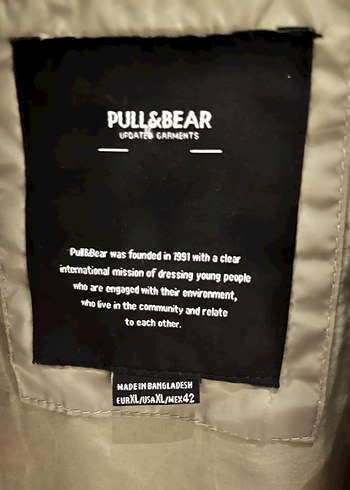 PULL&BEAR
UPDATED GARMENTS
Pull&Bear was founded in 1991 with a clear
international mission of dressing young people
who are engaged with their environment,
who live in the community and relate
to each other.
MADE IN BANGLADESH
EURXL/USAXL/MEX42